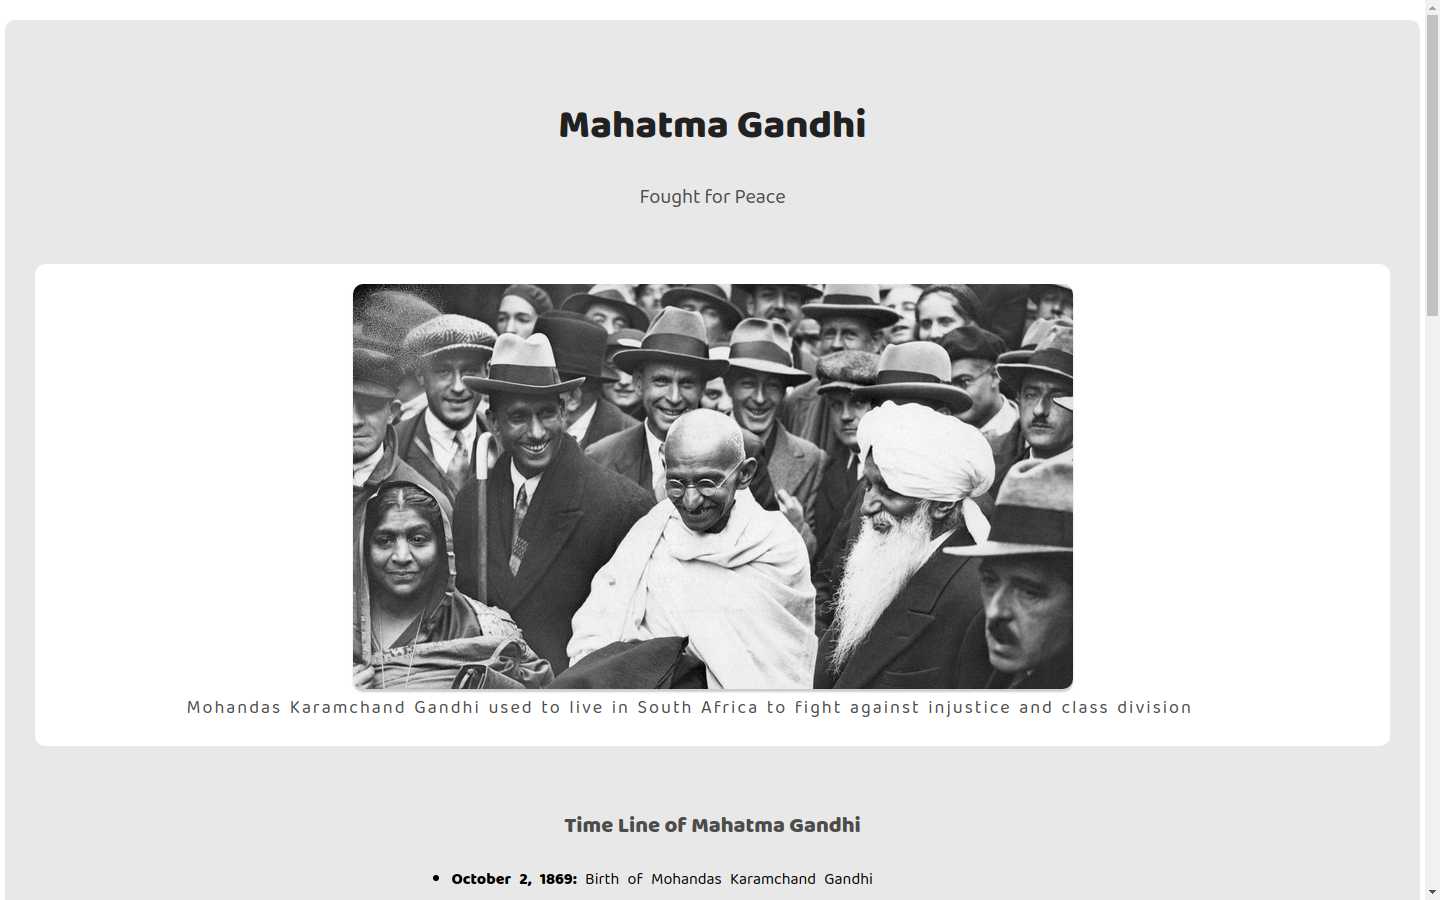 Mahatma Gandhi
Fought for Peace
Mohandas Karamchand Gandhi used to live in South Africa to fight against injustice and class division
Time Line of Mahatma Gandhi
October 2, 1869: Birth of Mohandas Karamchand Gandhi